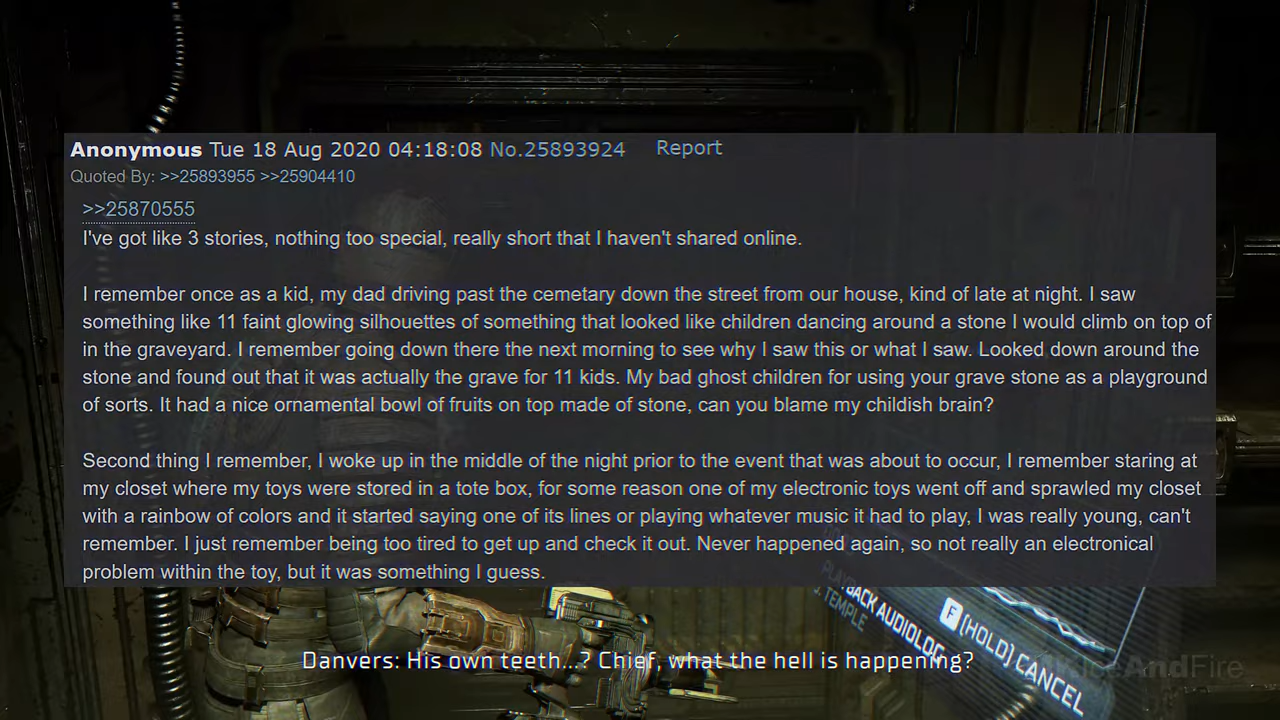 Anonymous Tue 18 Aug 2020 04:18:08 No.25893924 Report
Quoted By: >>25893955 >>25904410
>>25870555
I've got like 3 stories, nothing too special, really short that I haven't shared online.
I remember once as a kid, my dad driving past the cemetary down the street from our house, kind of late at night. I saw
something like 11 faint glowing silhouettes of something that looked like children dancing around a stone I would climb on top of
in the graveyard. I remember going down there the next morning to see why I saw this or what I saw. Looked down around the
stone and found out that it was actually the grave for 11 kids. My bad ghost children for using your grave stone as a playground
of sorts. It had a nice ornamental bowl of fruits on top made of stone, can you blame my childish brain?
Second thing I remember, I woke up in the middle of the night prior to the event that was about to occur, I remember staring at
my closet where my toys were stored in a tote box, for some reason one of my electronic toys went off and sprawled my closet
with a rainbow of colors and it started saying one of its lines or playing whatever music it had to play, I was really young, can't
remember. I just remember being too tired to get up and check it out. Never happened again, so not really an electronical
problem within the toy, but it was something I guess.
PLAYBACK AUDIOLOG
J. TEMPLE
F [HOLD] CANCEL
Danvers: His own teeth...? Chief, what the hell is happening?
AndFire